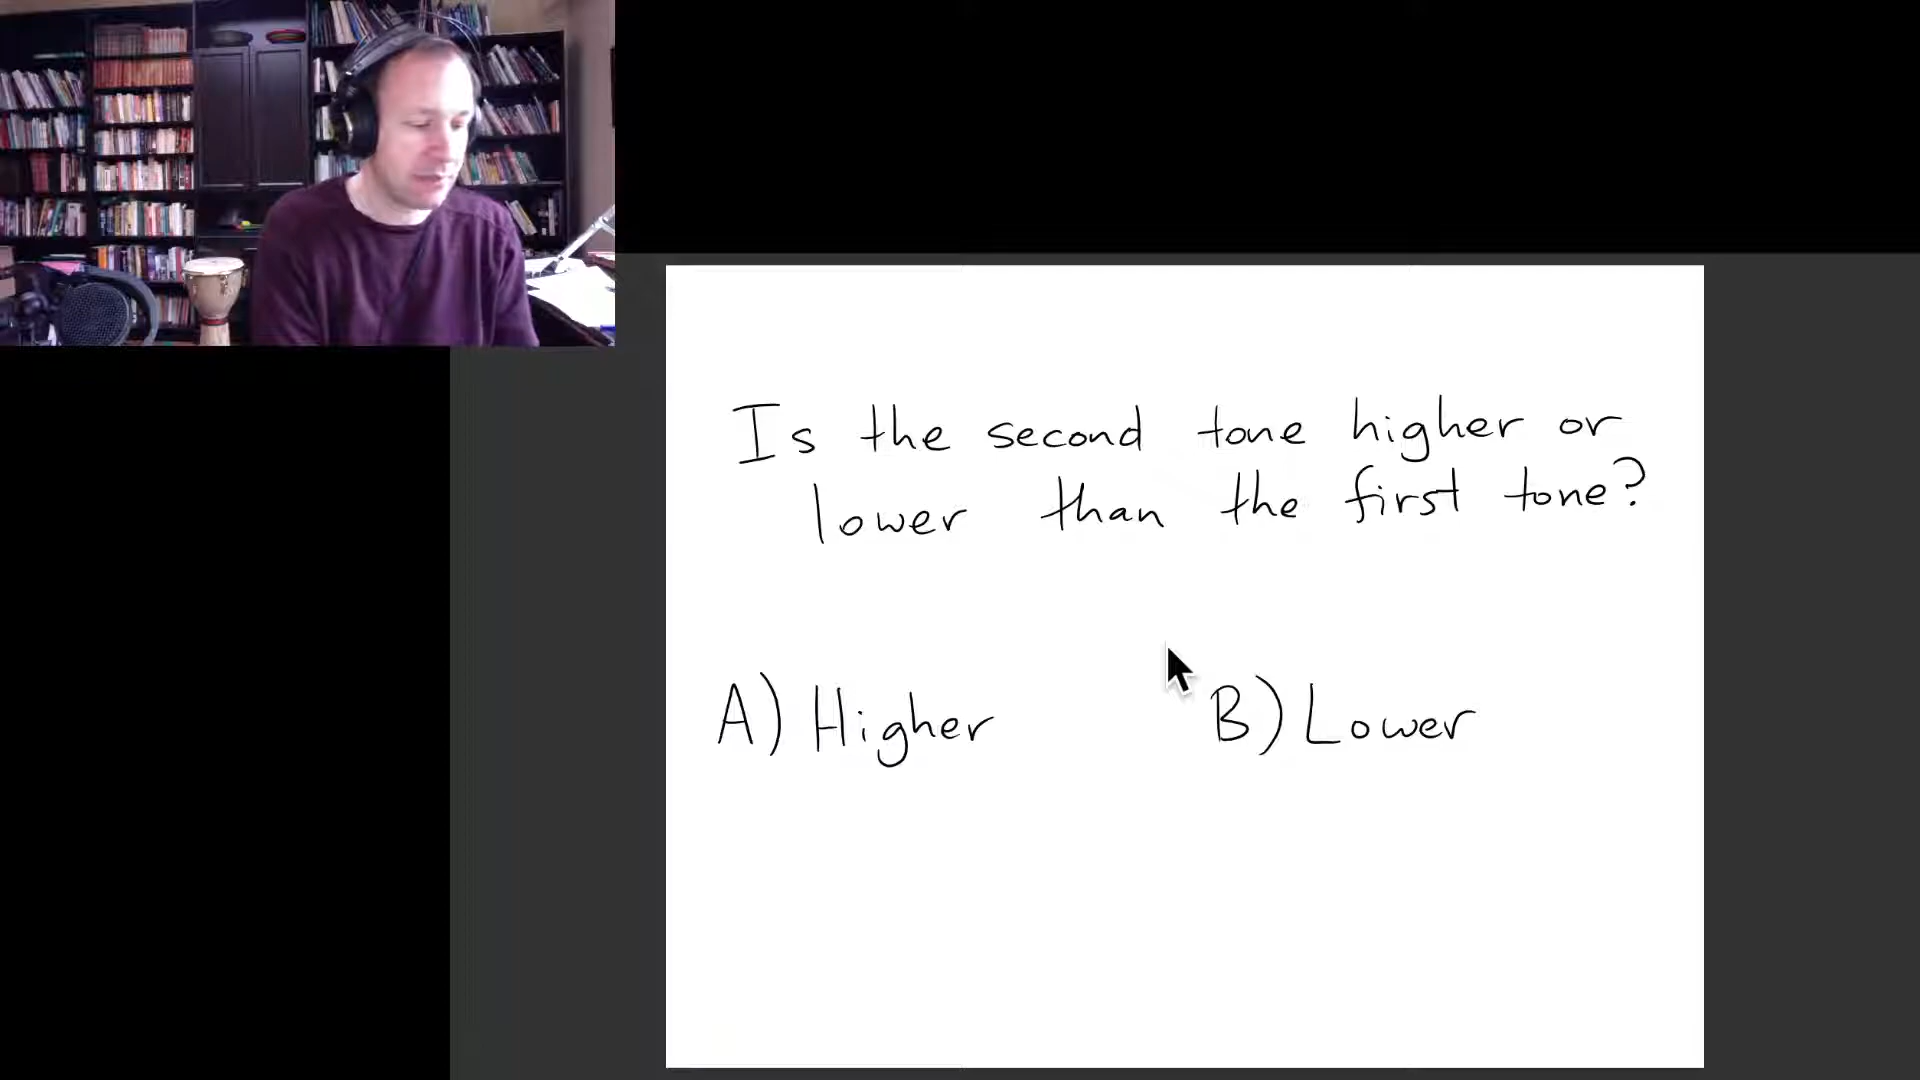 Is the second tone higher or
lower than the first tone?
A) Higher
B) Lower